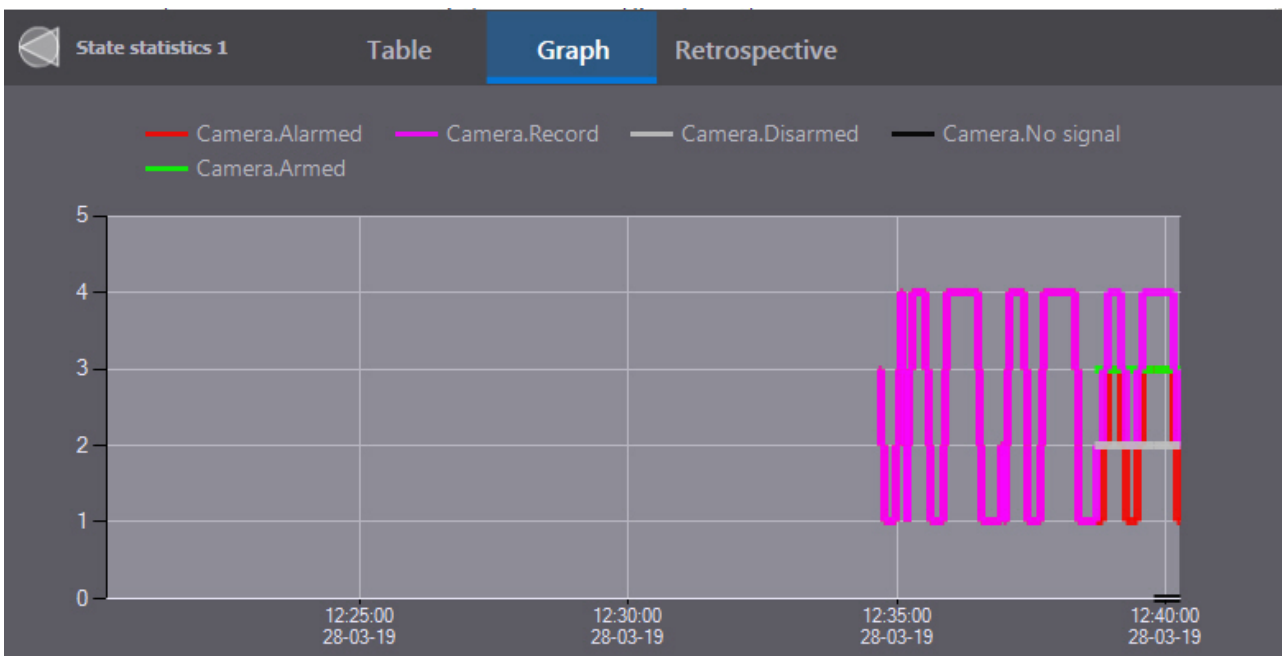 State statistics 1 Table Graph Retrospective
Camera.Alarmed Camera.Record Camera.Disarmed Camera.No signal
Camera.Armed
5
4
3
2
1
0
12:25:00 12:30:00 12:35:00 12:40:00
28-03-19 28-03-19 28-03-19 28-03-19